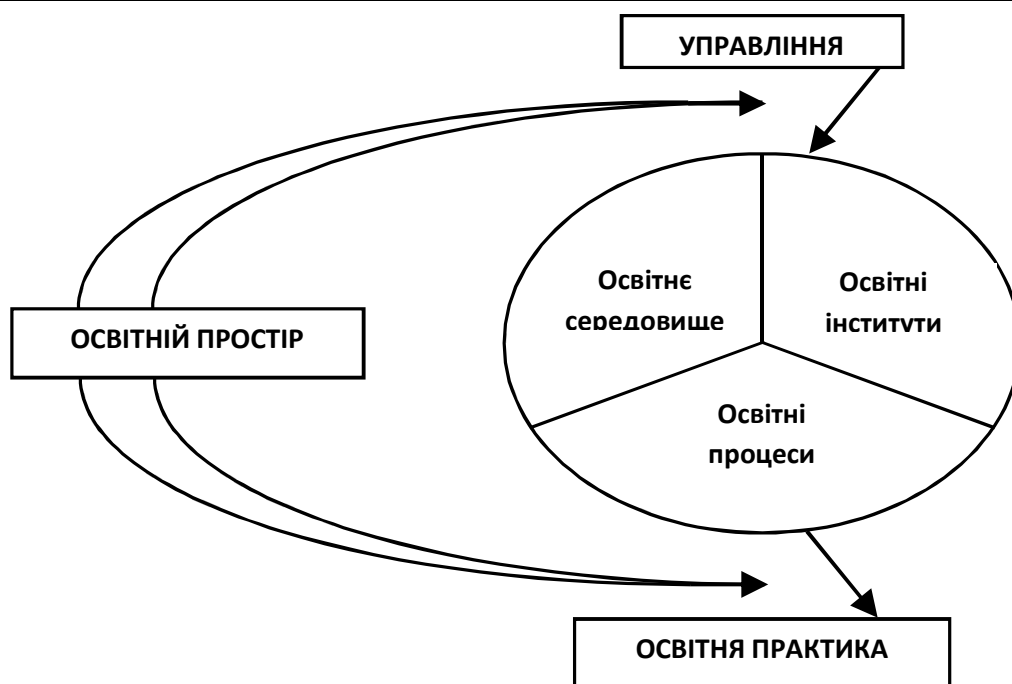 УПРАВЛІННЯ
Освітнє
середовище
Освітні
інститути
ОСВІТНІЙ ПРОСТІР
Освітні
процеси
ОСВІТНЯ ПРАКТИКА